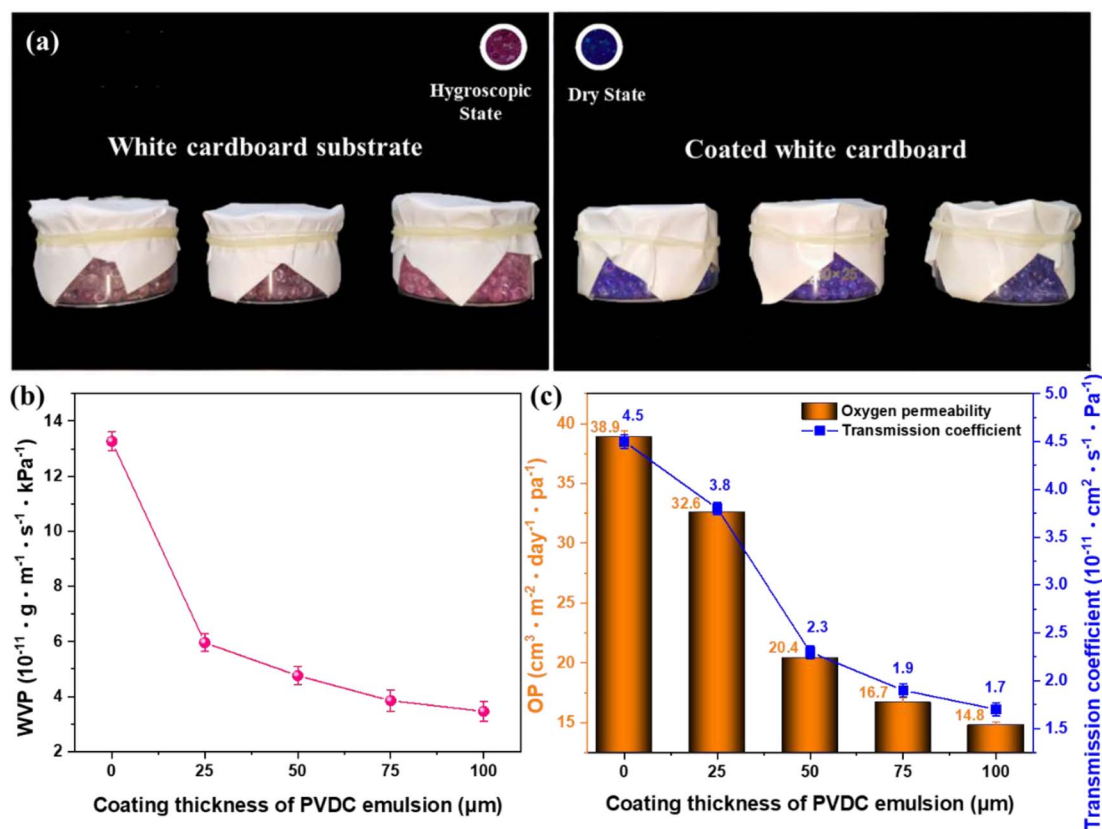 (a)
Hygroscopic
State
Dry State
White cardboard substrate
Coated white cardboard
(b)
WVP (10⁻¹¹ · g · m⁻¹ · s⁻¹ · kPa⁻¹)
14
12
10
8
6
4
2
0
25
50
75
100
Coating thickness of PVDC emulsion (μm)
(c)
OP (cm³ · m⁻² · day⁻¹ · pa⁻¹)
40
35
30
25
20
15
38.9
4.5
32.6
3.8
20.4
2.3
16.7
1.9
14.8
1.7
Oxygen permeability
Transmission coefficient
5.0
4.5
4.0
3.5
3.0
2.5
2.0
1.5
Transmission coefficient (10⁻¹¹ · cm² · s⁻¹ · Pa⁻¹)
0
25
50
75
100
Coating thickness of PVDC emulsion (μm)